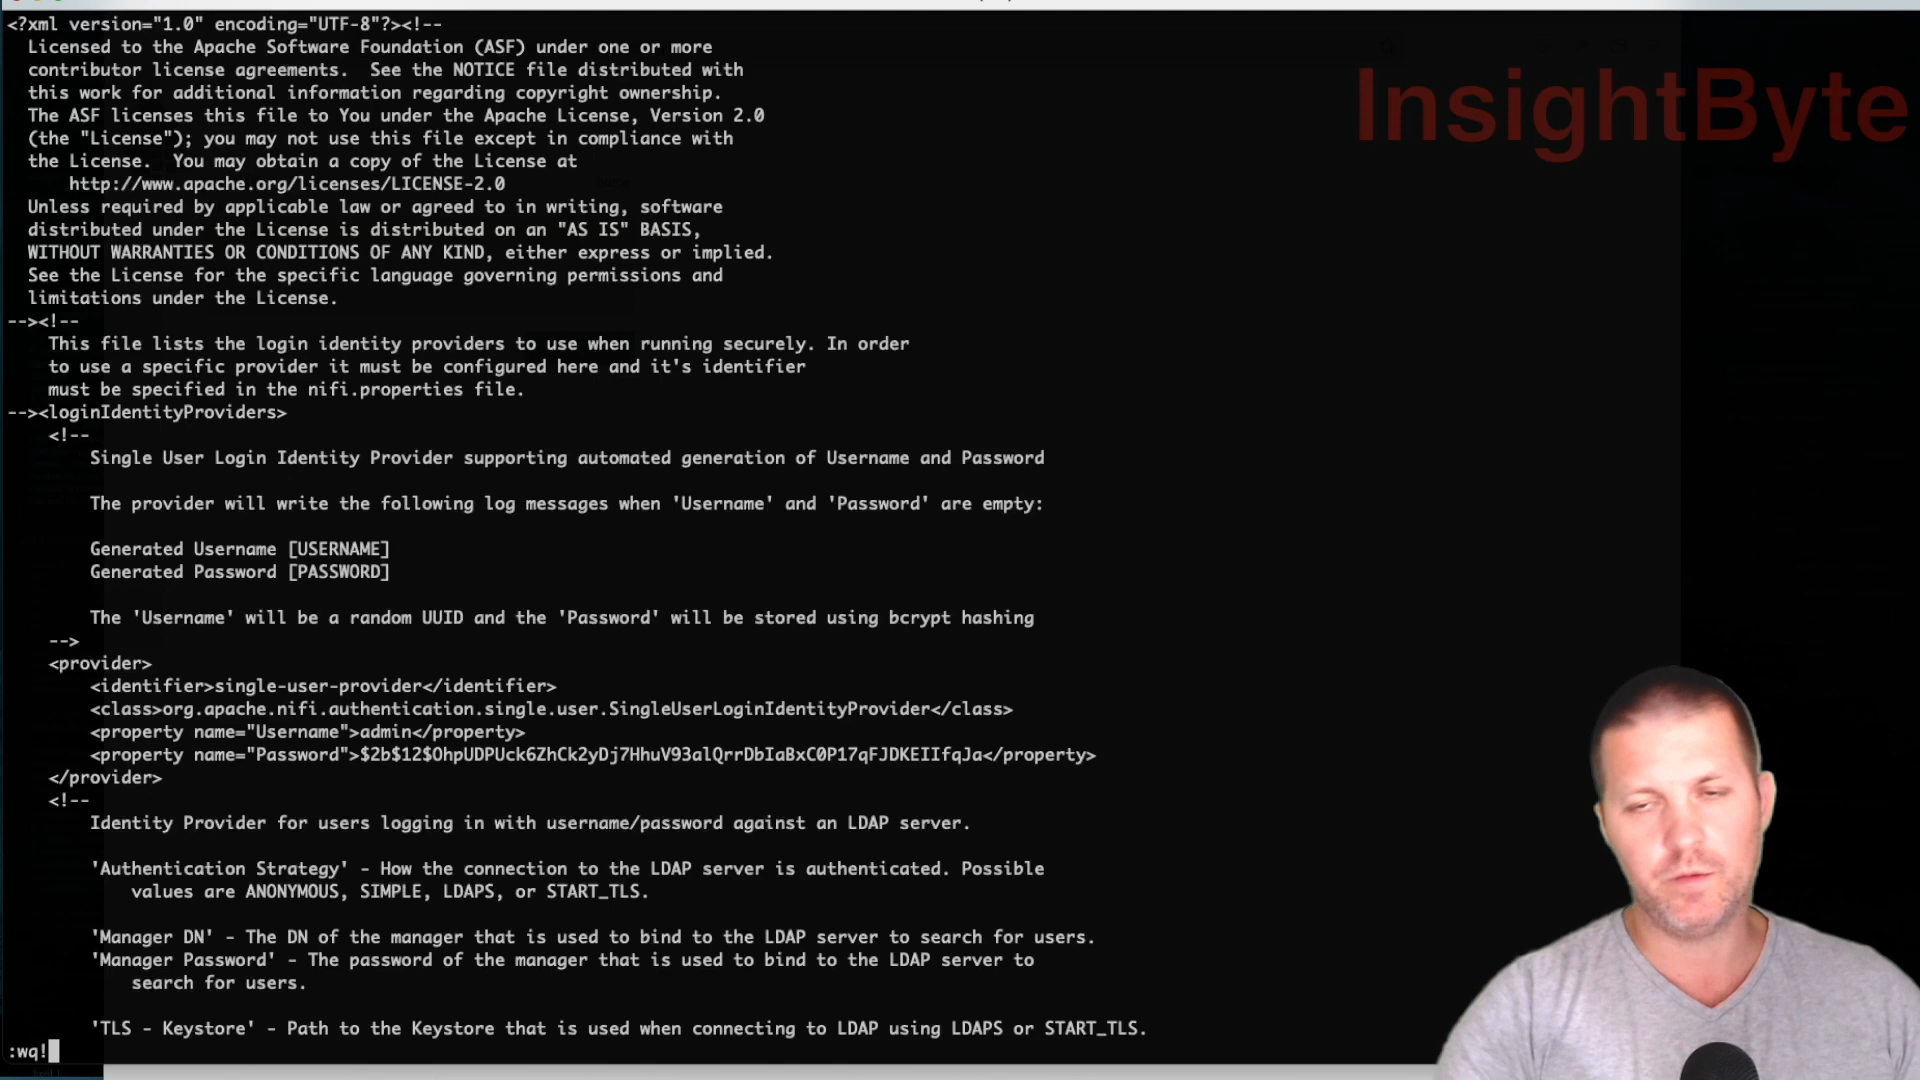 <?xml version="1.0" encoding="UTF-8"?><!--
Licensed to the Apache Software Foundation (ASF) under one or more
contributor license agreements.  See the NOTICE file distributed with
this work for additional information regarding copyright ownership.
The ASF licenses this file to You under the Apache License, Version 2.0
(the "License"); you may not use this file except in compliance with
the License.  You may obtain a copy of the License at
http://www.apache.org/licenses/LICENSE-2.0
Unless required by applicable law or agreed to in writing, software
distributed under the License is distributed on an "AS IS" BASIS,
WITHOUT WARRANTIES OR CONDITIONS OF ANY KIND, either express or implied.
See the License for the specific language governing permissions and
limitations under the License.
--><!--
This file lists the login identity providers to use when running securely. In order
to use a specific provider it must be configured here and it's identifier
must be specified in the nifi.properties file.
--><loginIdentityProviders>
<!--
Single User Login Identity Provider supporting automated generation of Username and Password
The provider will write the following log messages when 'Username' and 'Password' are empty:
Generated Username [USERNAME]
Generated Password [PASSWORD]
The 'Username' will be a random UUID and the 'Password' will be stored using bcrypt hashing
-->
<provider>
<identifier>single-user-provider</identifier>
<class>org.apache.nifi.authentication.single.user.SingleUserLoginIdentityProvider</class>
<property name="Username">admin</property>
<property name="Password">$2b$12$OhpUDPUck6ZhCk2yDj7HhuV93alQrrDbIaBxC0P17qFJDKEIIfqJa</property>
</provider>
<!--
Identity Provider for users logging in with username/password against an LDAP server.
'Authentication Strategy' - How the connection to the LDAP server is authenticated. Possible
values are ANONYMOUS, SIMPLE, LDAPS, or START_TLS.
'Manager DN' - The DN of the manager that is used to bind to the LDAP server to search for users.
'Manager Password' - The password of the manager that is used to bind to the LDAP server to
search for users.
'TLS - Keystore' - Path to the Keystore that is used when connecting to LDAP using LDAPS or START_TLS.
:wq!
InsightByte